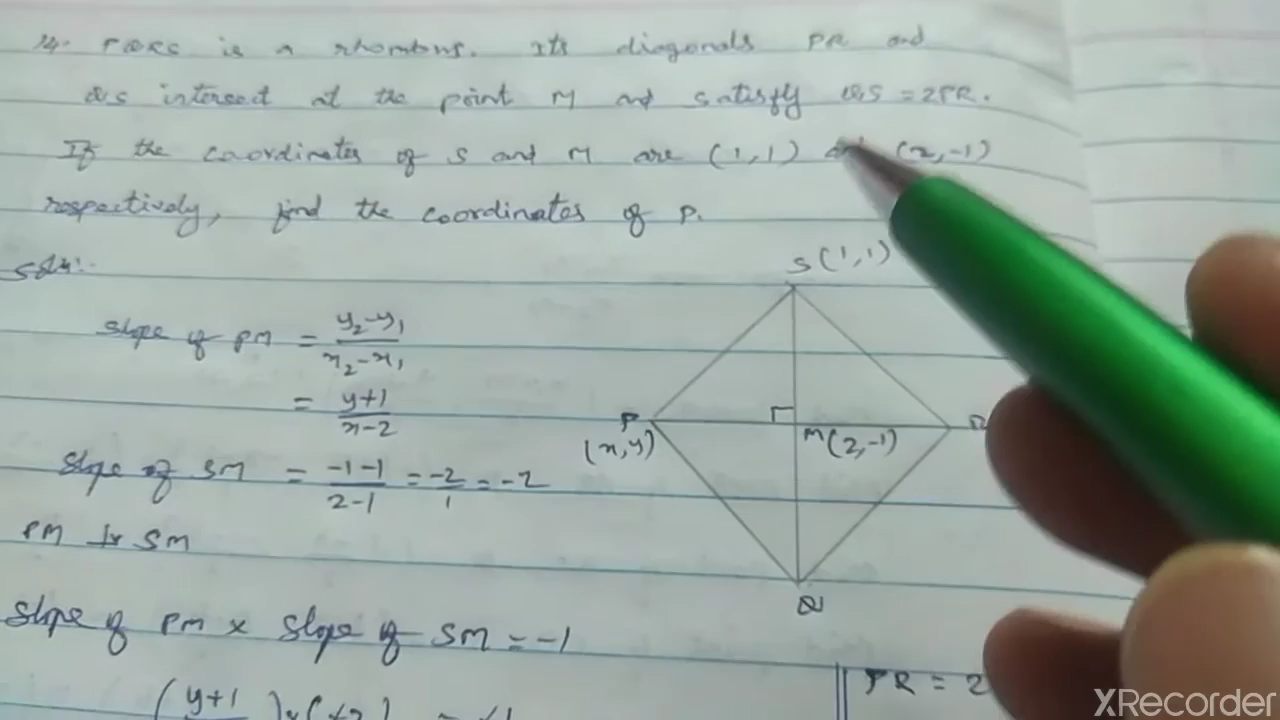 14. PQRS is a rhombus. Its diagonals PR and
QS intersect at the point M and satisfy QS = 2PR.
If the coordinates of S and M are (1,1) (2,-1)
respectively, find the coordinates of P.
Soln:
Slope of PM = y₂-y₁ / x₂-x₁
= y+1 / x-2
Slope of SM = -1-1 / 2-1 = -2/1 = -2
PM ⊥r SM
Slope of PM × Slope of SM = -1
(y+1
S(1,1)
P
(x,y)
M(2,-1)
R
Q
PR = 2
XRecorder